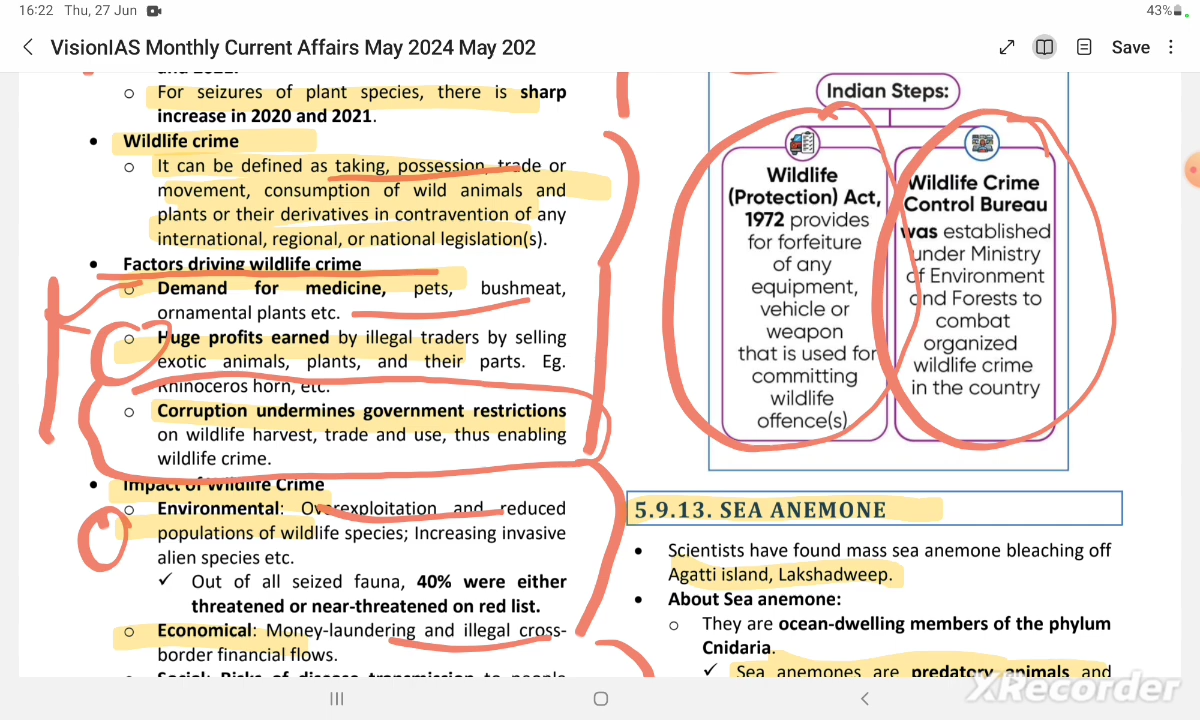 16:22 Thu, 27 Jun
43%
VisionIAS Monthly Current Affairs May 2024 May 202
Save
and 2021.
For seizures of plant species, there is sharp
increase in 2020 and 2021.
Wildlife crime
It can be defined as taking, possession, trade or
movement, consumption of wild animals and
plants or their derivatives in contravention of any
international, regional, or national legislation(s).
Factors driving wildlife crime
Demand for medicine, pets, bushmeat,
ornamental plants etc.
Huge profits earned by illegal traders by selling
exotic animals, plants, and their parts. Eg.
Rhinoceros horn, etc.
Corruption undermines government restrictions
on wildlife harvest, trade and use, thus enabling
wildlife crime.
Impact of Wildlife Crime
Environmental: Overexploitation and reduced
populations of wildlife species; Increasing invasive
alien species etc.
✓ Out of all seized fauna, 40% were either
threatened or near-threatened on red list.
Economical: Money-laundering and illegal cross-
border financial flows.
Social: Risks of disease transmission to people
Indian Steps:
Wildlife
(Protection) Act,
1972 provides
for forfeiture
of any
equipment,
vehicle or
weapon
that is used for
committing
wildlife
offence(s)
Wildlife Crime
Control Bureau
was established
under Ministry
of Environment
and Forests to
combat
organized
wildlife crime
in the country
5.9.13. SEA ANEMONE
Scientists have found mass sea anemone bleaching off
Agatti island, Lakshadweep.
About Sea anemone:
They are ocean-dwelling members of the phylum
Cnidaria.
✓ Sea anemones are predatory animals and
XRecorder